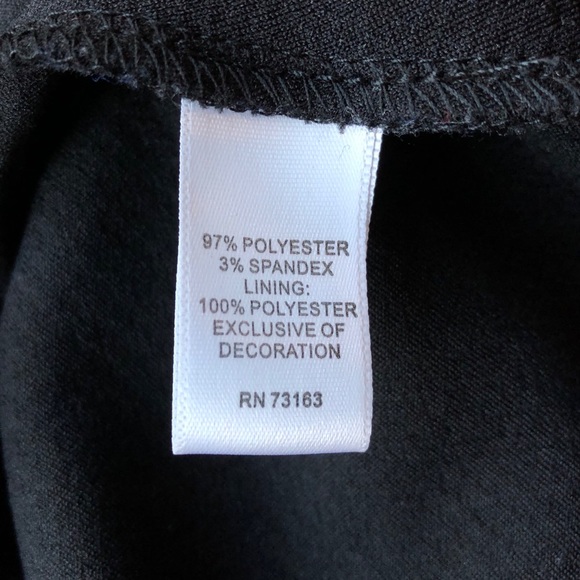 97% POLYESTER
3% SPANDEX
LINING:
100% POLYESTER
EXCLUSIVE OF
DECORATION
RN 73163